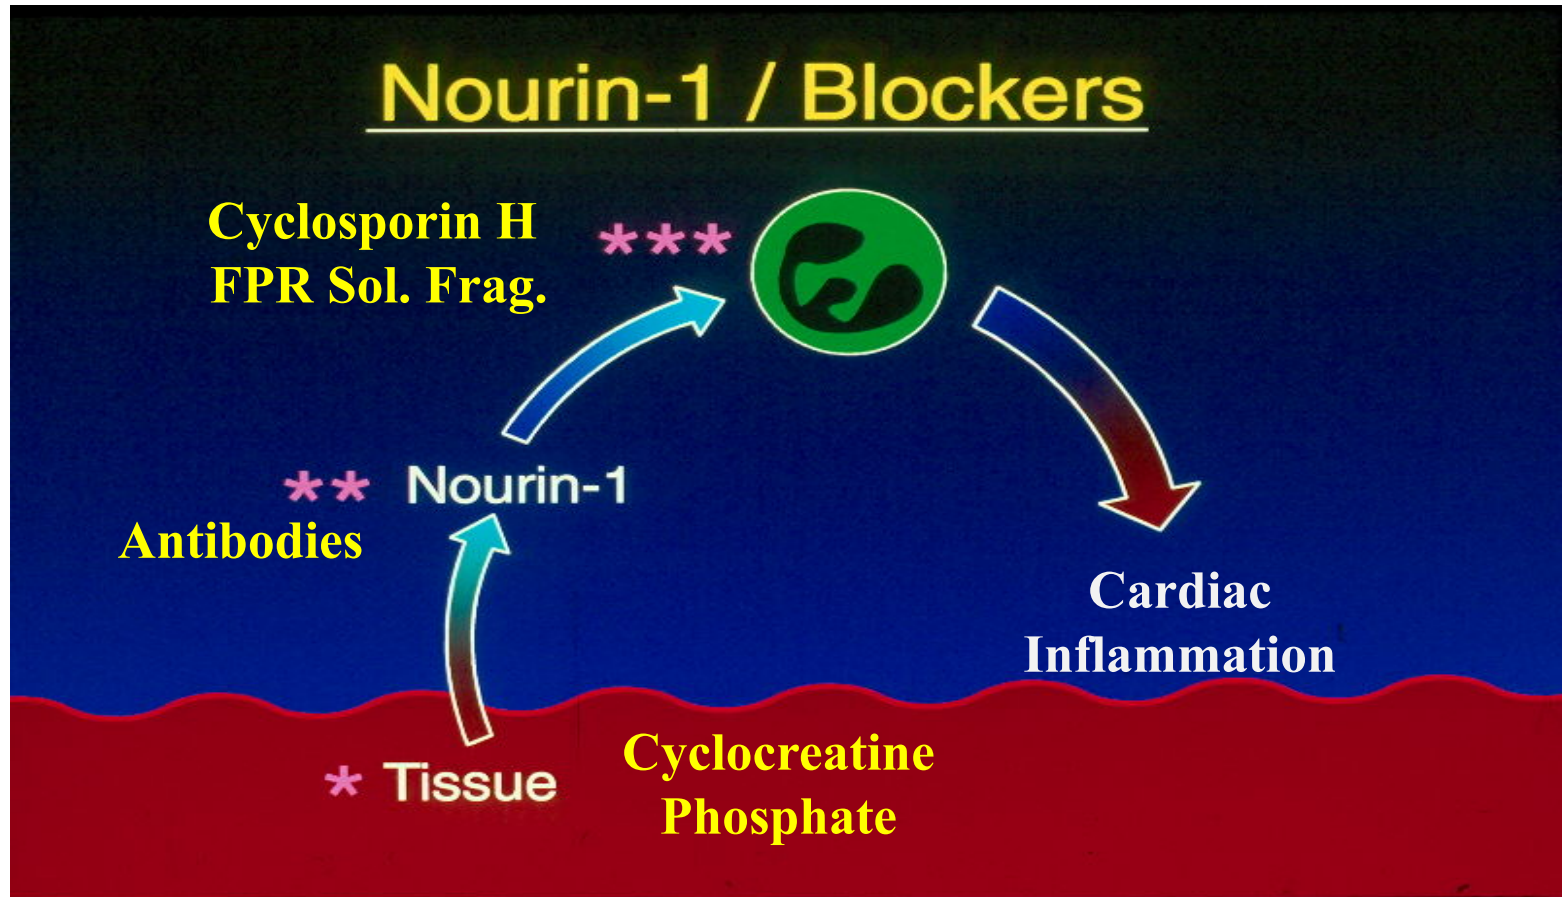 Nourin-1 / Blockers
Cyclosporin H
***
FPR Sol. Frag.
** Nourin-1
Antibodies
Cardiac
Inflammation
* Tissue
Cyclocreatine
Phosphate